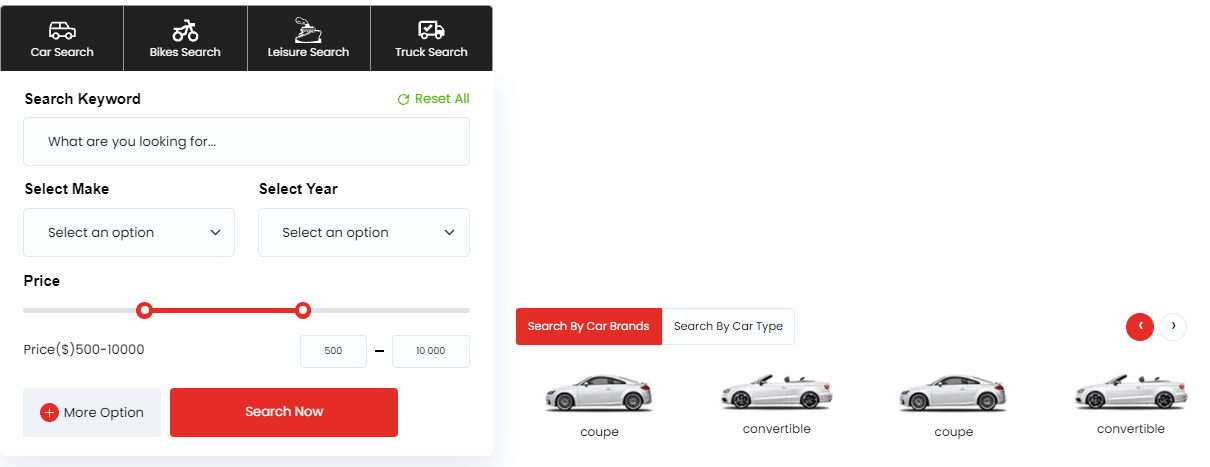 Car Search
Bikes Search
Leisure Search
Truck Search
Search Keyword
Reset All
What are you looking for...
Select Make
Select Year
Select an option
Select an option
Price
Price($)500-10000
500
10 000
More Option
Search Now
Search By Car Brands
Search By Car Type
coupe
convertible
coupe
convertible